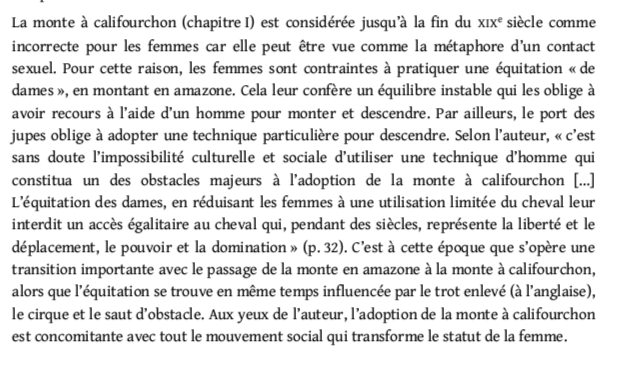 La monte à califourchon (chapitre I) est considérée jusqu’à la fin du XIXᵉ siècle comme
incorrecte pour les femmes car elle peut être vue comme la métaphore d’un contact
sexuel. Pour cette raison, les femmes sont contraintes à pratiquer une équitation « de
dames », en montant en amazone. Cela leur confère un équilibre instable qui les oblige à
avoir recours à l’aide d’un homme pour monter et descendre. Par ailleurs, le port des
jupes oblige à adopter une technique particulière pour descendre. Selon l’auteur, « c’est
sans doute l’impossibilité culturelle et sociale d’utiliser une technique d’homme qui
constitua un des obstacles majeurs à l’adoption de la monte à califourchon [...]
L’équitation des dames, en réduisant les femmes à une utilisation limitée du cheval leur
interdit un accès égalitaire au cheval qui, pendant des siècles, représente la liberté et le
déplacement, le pouvoir et la domination » (p. 32). C’est à cette époque que s’opère une
transition importante avec le passage de la monte en amazone à la monte à califourchon,
alors que l’équitation se trouve en même temps influencée par le trot enlevé (à l’anglaise),
le cirque et le saut d’obstacle. Aux yeux de l’auteur, l’adoption de la monte à califourchon
est concomitante avec tout le mouvement social qui transforme le statut de la femme.